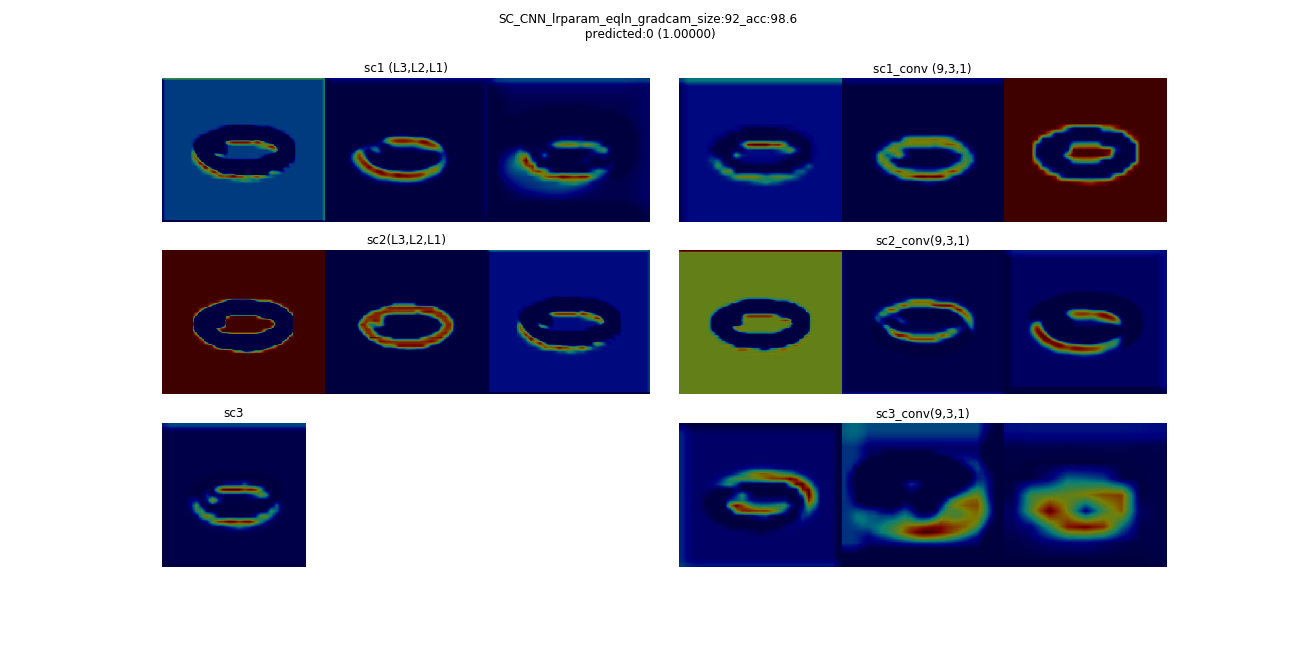 SC_CNN_lrparam_eqln_gradcam_size:92_acc:98.6
predicted:0 (1.00000)
sc1 (L3,L2,L1)
sc1_conv (9,3,1)
sc2(L3,L2,L1)
sc2_conv(9,3,1)
sc3
sc3_conv(9,3,1)